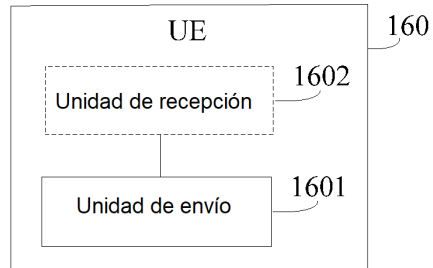 UE
160
1602
Unidad de recepción
1601
Unidad de envío